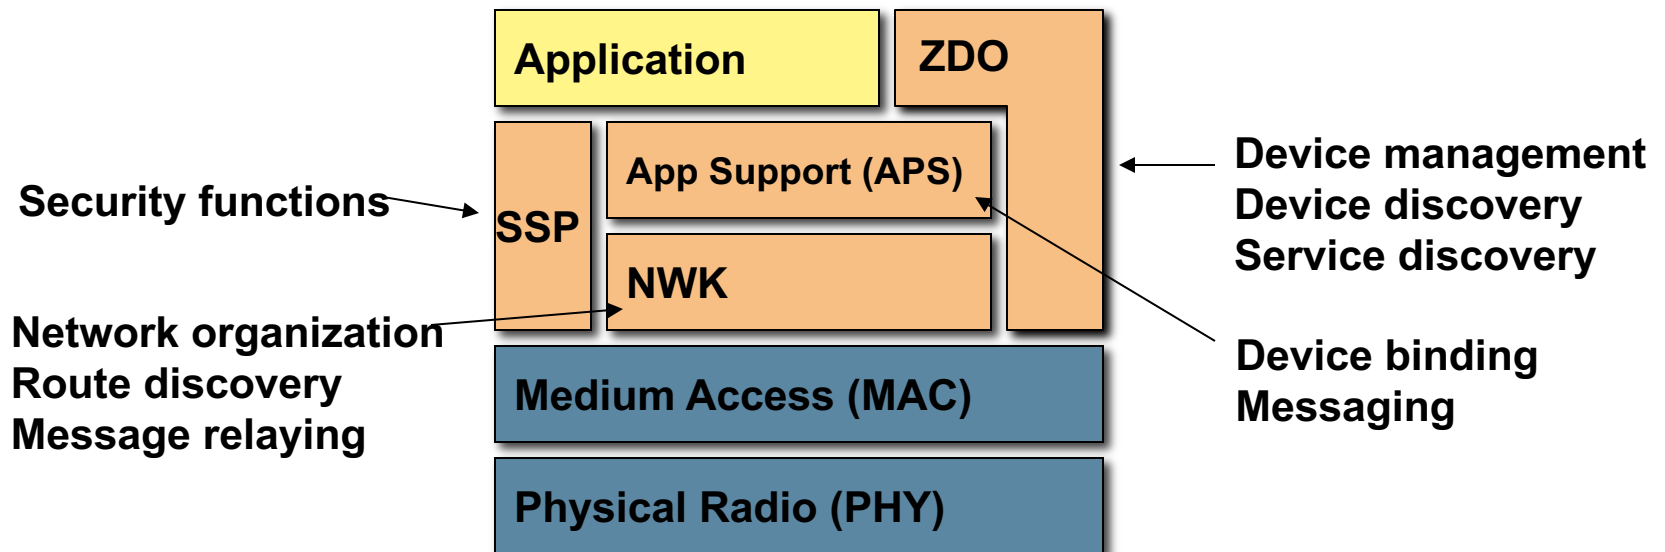 Application
ZDO
App Support (APS)
SSP
NWK
Medium Access (MAC)
Physical Radio (PHY)
Security functions
Network organization
Route discovery
Message relaying
Device management
Device discovery
Service discovery
Device binding
Messaging